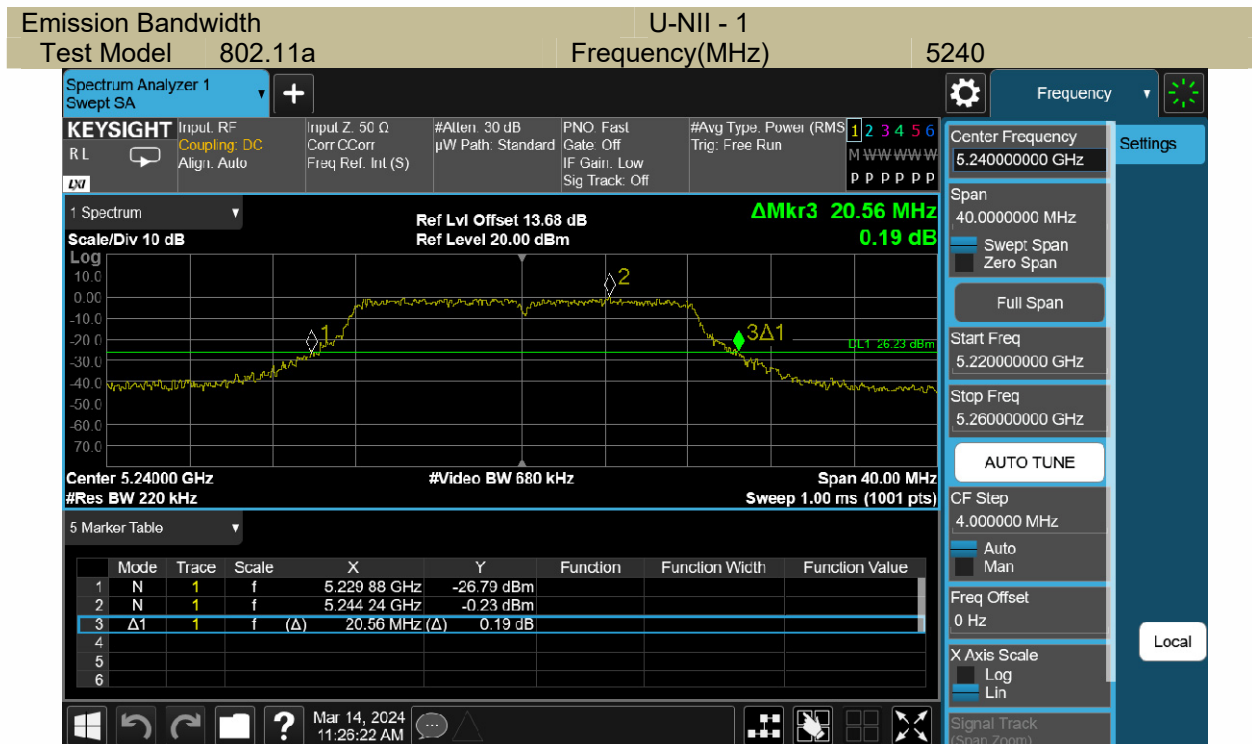 Emission Bandwidth U-NII - 1
Test Model 802.11a Frequency(MHz) 5240
Spectrum Analyzer 1
Swept SA
+
Frequency
KEYSIGHT
RL
LXI
Input: RF
Coupling: DC
Align: Auto
Input Z: 50 Ω
Corr CCorr
Freq Ref: Int (S)
#Atten: 30 dB
µW Path: Standard
PNO: Fast
Gate: Off
IF Gain: Low
Sig Track: Off
#Avg Type: Power (RMS
Trig: Free Run
1 2 3 4 5 6
M W W W W W
P P P P P P
1 Spectrum
Scale/Div 10 dB
Ref Lvl Offset 13.68 dB
Ref Level 20.00 dBm
ΔMkr3 20.56 MHz
0.19 dB
Log
10.0
0.00
-10.0
-20.0
-30.0
-40.0
-50.0
-60.0
70.0
1
2
3Δ1
DL1 26.23 dBm
Center 5.24000 GHz #Video BW 680 kHz Span 40.00 MHz
#Res BW 220 kHz Sweep 1.00 ms (1001 pts)
5 Marker Table
Mode Trace Scale X Y Function Function Width Function Value
1 N 1 f 5.229 88 GHz -26.79 dBm
2 N 1 f 5.244 24 GHz -0.23 dBm
3 Δ1 1 f (Δ) 20.56 MHz (Δ) 0.19 dB
4
5
6
?
Mar 14, 2024
11:26:22 AM
Center Frequency
5.240000000 GHz
Settings
Span
40.0000000 MHz
Swept Span
Zero Span
Full Span
Start Freq
5.220000000 GHz
Stop Freq
5.260000000 GHz
AUTO TUNE
CF Step
4.000000 MHz
Auto
Man
Freq Offset
0 Hz
Local
X Axis Scale
Log
Lin
Signal Track
(Span Zoom)